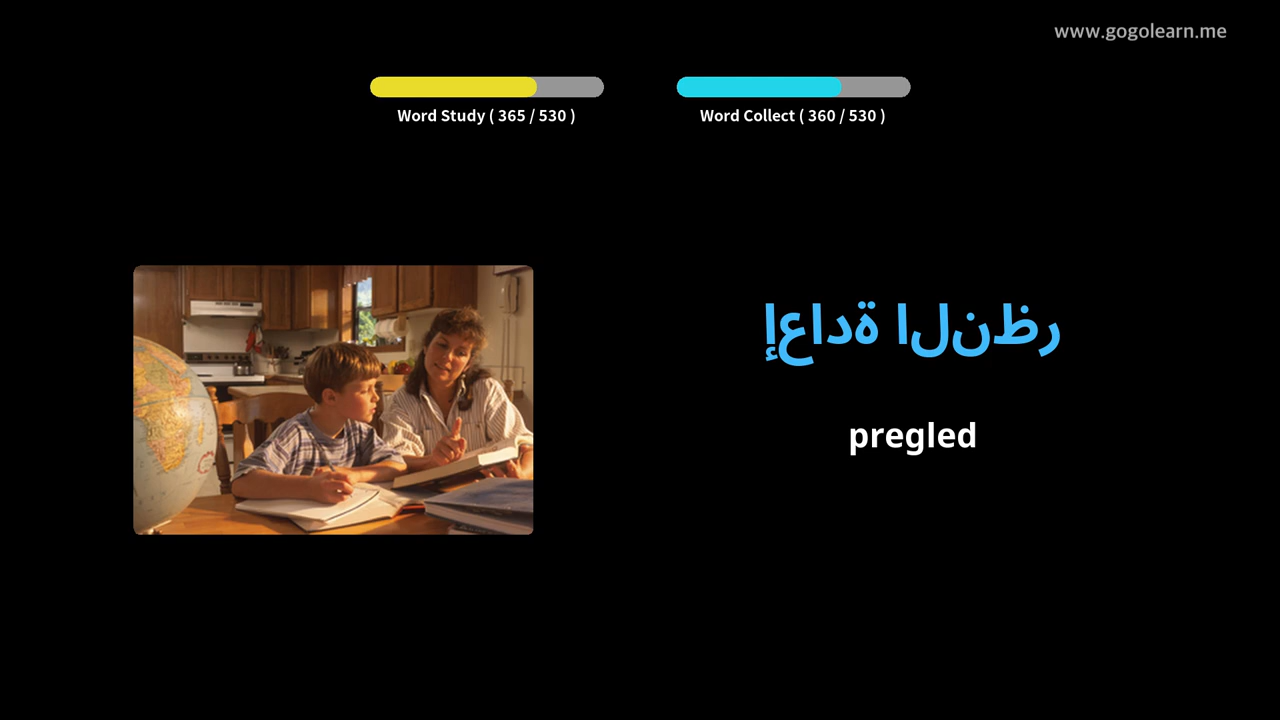 www.gogolearn.me
Word Study ( 365 / 530 )
Word Collect ( 360 / 530 )
إعادة النظر
pregled